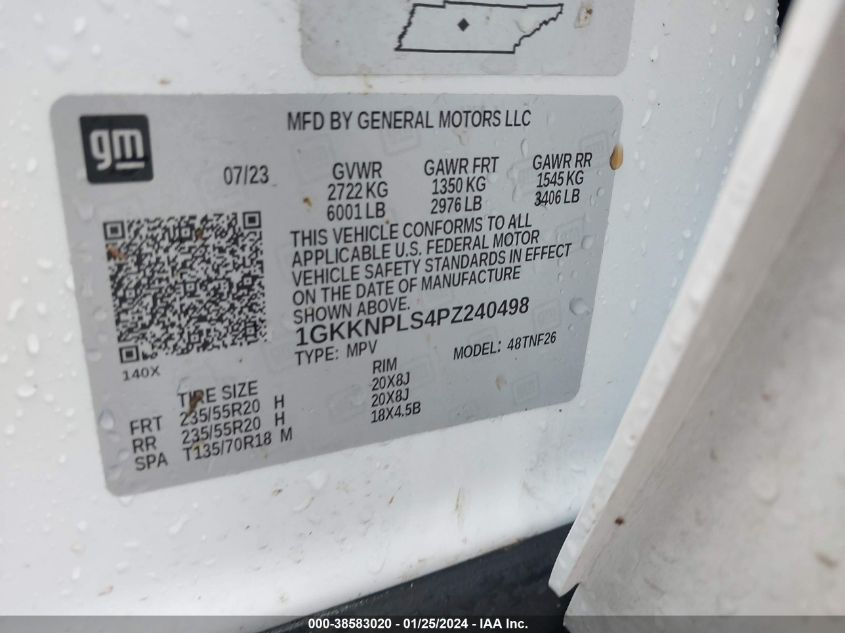 gm
MFD BY GENERAL MOTORS LLC
07/23
GVWR
2722 KG
6001 LB
GAWR FRT
1350 KG
2976 LB
GAWR RR
1545 KG
3406 LB
THIS VEHICLE CONFORMS TO ALL
APPLICABLE U.S. FEDERAL MOTOR
VEHICLE SAFETY STANDARDS IN EFFECT
ON THE DATE OF MANUFACTURE
SHOWN ABOVE.
1GKKNPLS4PZ240498
TYPE: MPV
MODEL: 48TNF26
140X
TIRE SIZE
RIM
FRT 235/55R20 H 20X8J
RR 235/55R20 H 20X8J
SPA T135/70R18 M 18X4.5B
000-38583020 / 01/25/2024 - IAA Inc.